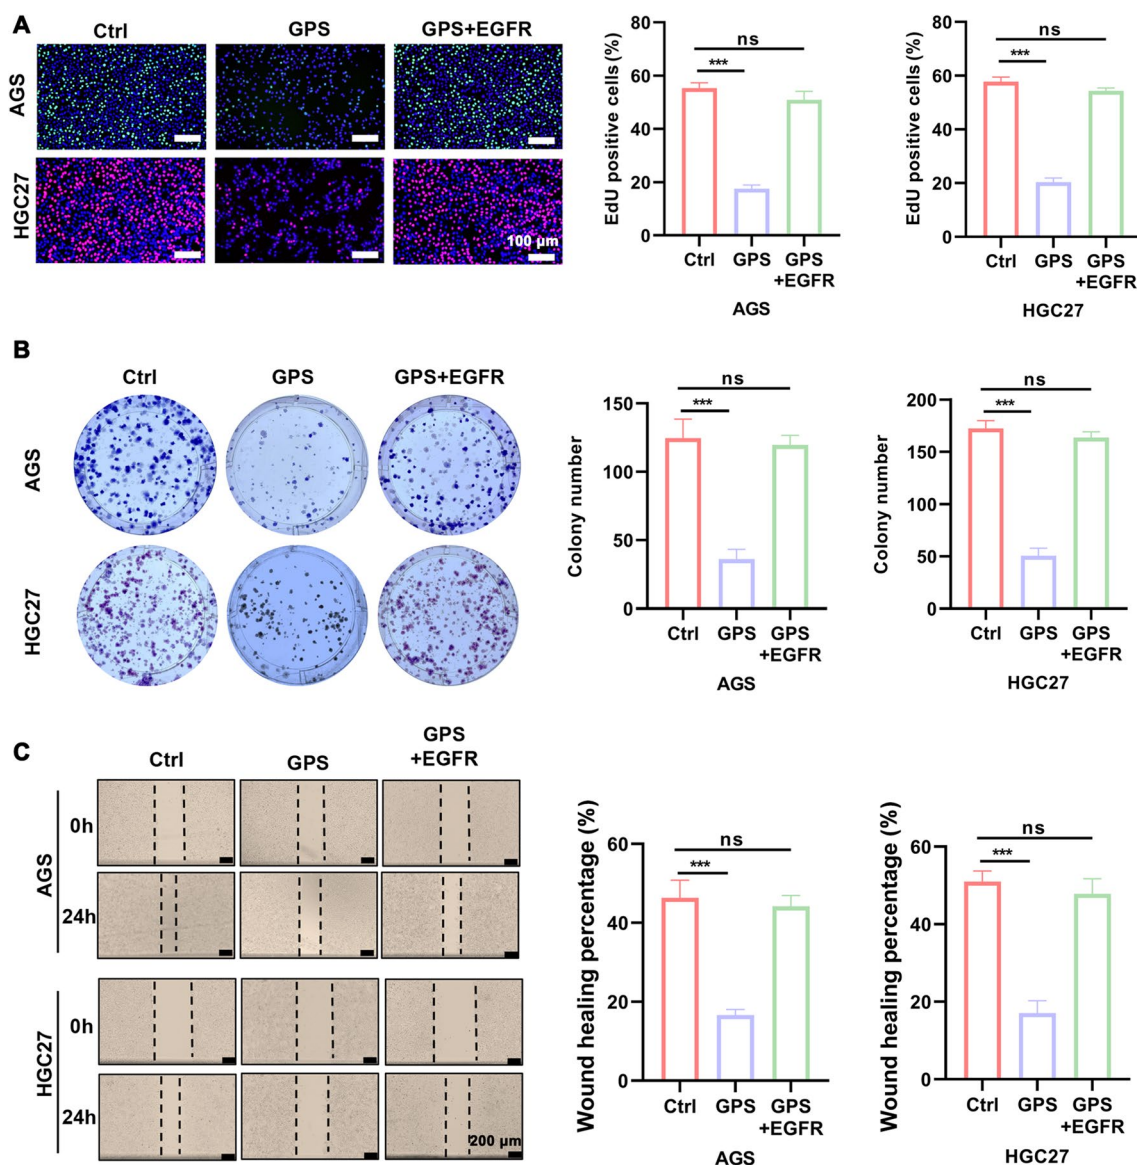 A
Ctrl
GPS
GPS+EGFR
AGS
HGC27
100 μm
EdU positive cells (%)
80
60
40
20
0
ns
***
Ctrl
GPS
GPS
+EGFR
AGS
EdU positive cells (%)
80
60
40
20
0
ns
***
Ctrl
GPS
GPS
+EGFR
HGC27
B
Ctrl
GPS
GPS+EGFR
AGS
HGC27
Colony number
150
100
50
0
ns
***
Ctrl
GPS
GPS
+EGFR
AGS
Colony number
200
150
100
50
0
ns
***
Ctrl
GPS
GPS
+EGFR
HGC27
C
Ctrl
GPS
GPS
+EGFR
AGS
0h
24h
HGC27
0h
24h
200 μm
Wound healing percentage (%)
60
40
20
0
ns
***
Ctrl
GPS
GPS
+EGFR
AGS
Wound healing percentage (%)
60
40
20
0
ns
***
Ctrl
GPS
GPS
+EGFR
HGC27